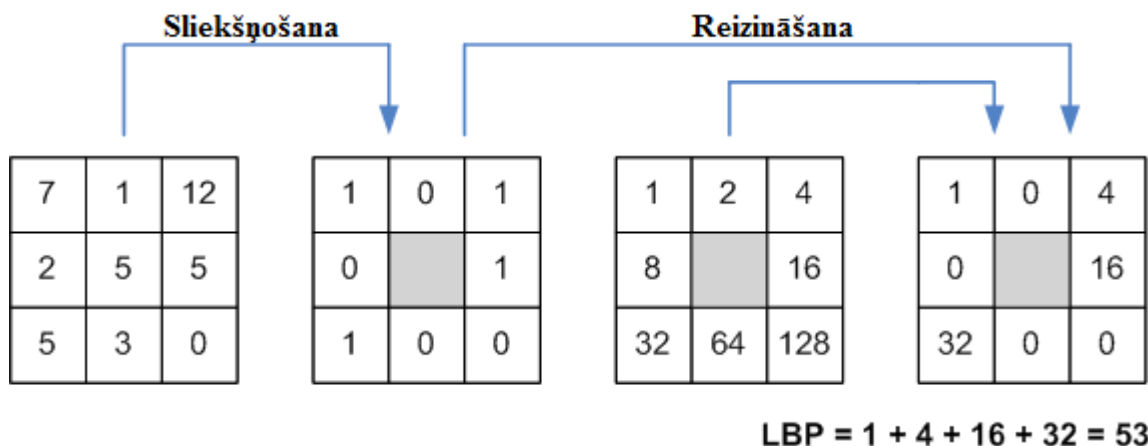 Sliekšņošana Reizināšana
7 1 12 1 0 1 1 2 4 1 0 4
2 5 5 0 1 8 16 0 16
5 3 0 1 0 0 32 64 128 32 0 0
LBP = 1 + 4 + 16 + 32 = 53